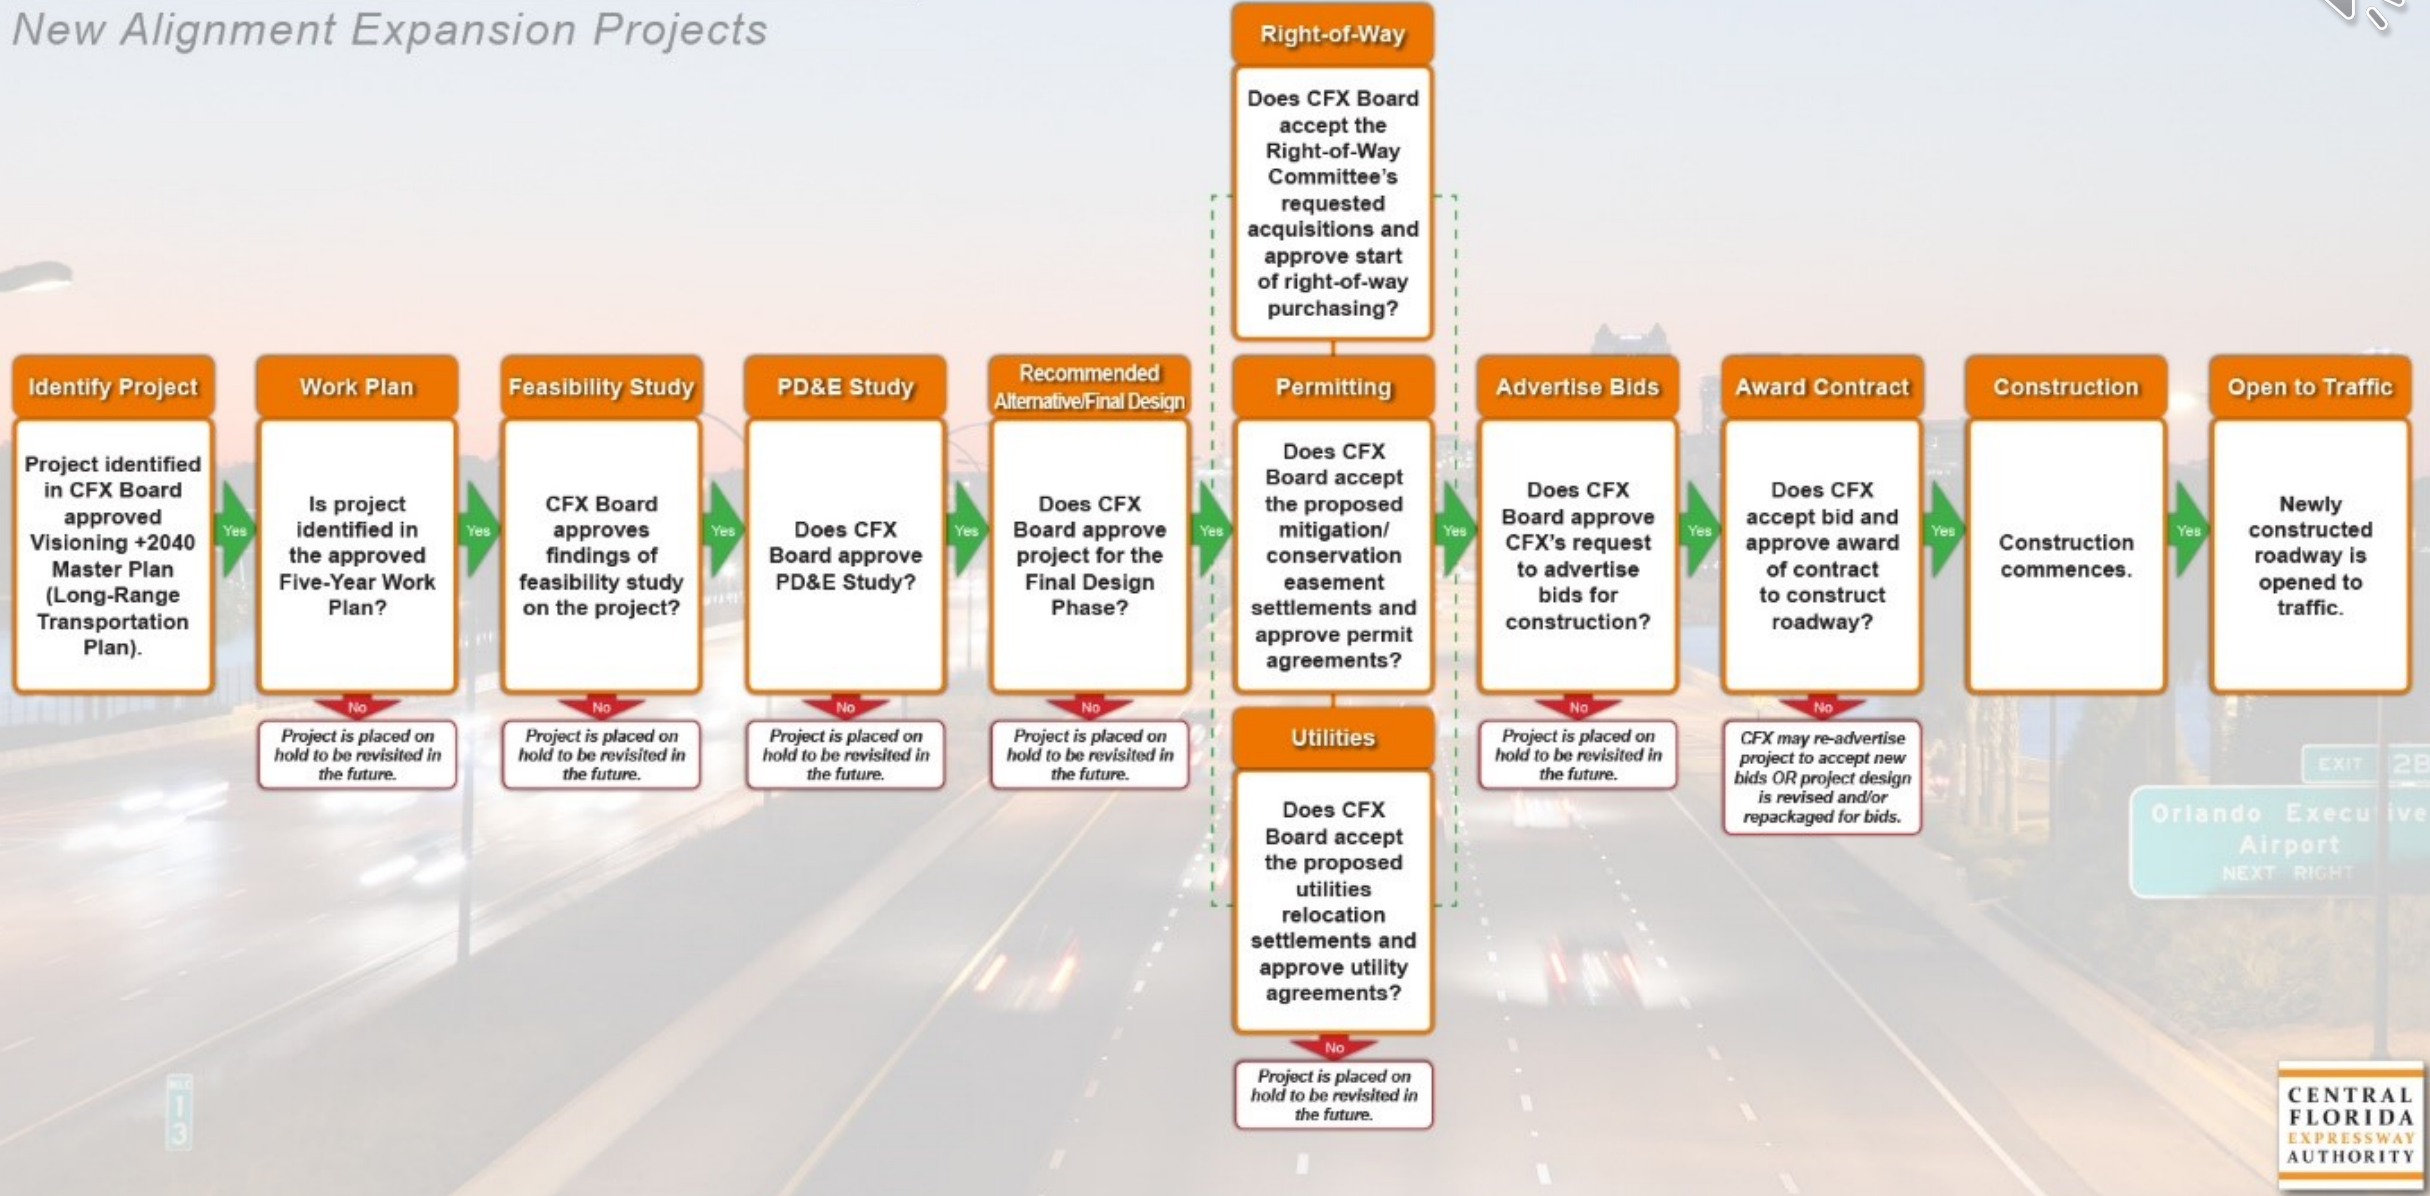 New Alignment Expansion Projects
Right-of-Way
Does CFX Board
accept the
Right-of-Way
Committee's
requested
acquisitions and
approve start
of right-of-way
purchasing?
Identify Project
Project identified
in CFX Board
approved
Visioning +2040
Master Plan
(Long-Range
Transportation
Plan).
Yes
Work Plan
Is project
identified in
the approved
Five-Year Work
Plan?
No
Project is placed on
hold to be revisited in
the future.
Yes
Feasibility Study
CFX Board
approves
findings of
feasibility study
on the project?
No
Project is placed on
hold to be revisited in
the future.
Yes
PD&E Study
Does CFX
Board approve
PD&E Study?
No
Project is placed on
hold to be revisited in
the future.
Yes
Recommended
Alternative/Final Design
Does CFX
Board approve
project for the
Final Design
Phase?
No
Project is placed on
hold to be revisited in
the future.
Yes
Permitting
Does CFX
Board accept
the proposed
mitigation/
conservation
easement
settlements and
approve permit
agreements?
Utilities
Does CFX
Board accept
the proposed
utilities
relocation
settlements and
approve utility
agreements?
No
Project is placed on
hold to be revisited in
the future.
Yes
Advertise Bids
Does CFX
Board approve
CFX's request
to advertise
bids for
construction?
No
Project is placed on
hold to be revisited in
the future.
Yes
Award Contract
Does CFX
accept bid and
approve award
of contract
to construct
roadway?
No
CFX may re-advertise
project to accept new
bids OR project design
is revised and/or
repackaged for bids.
Yes
Construction
Construction
commences.
Yes
Open to Traffic
Newly
constructed
roadway is
opened to
traffic.
EXIT 2B
Orlando Executive
Airport
NEXT RIGHT
MILE
13
CENTRAL
FLORIDA
EXPRESSWAY
AUTHORITY